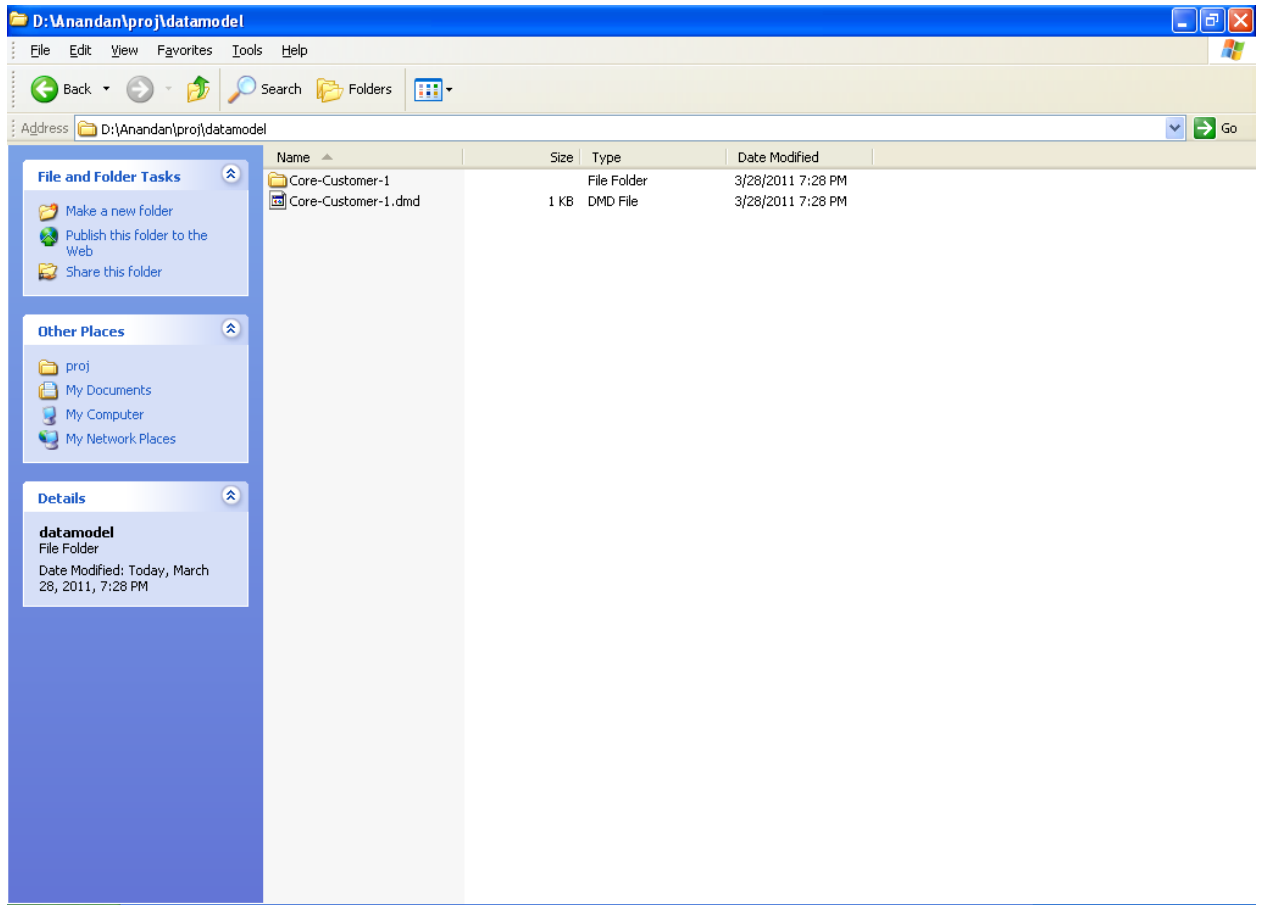 D:\Anandan\proj\datamodel
File Edit View Favorites Tools Help
Back Search Folders
Address D:\Anandan\proj\datamodel Go
Name Size Type Date Modified
Core-Customer-1 File Folder 3/28/2011 7:28 PM
Core-Customer-1.dmd 1 KB DMD File 3/28/2011 7:28 PM
File and Folder Tasks
Make a new folder
Publish this folder to the
Web
Share this folder
Other Places
proj
My Documents
My Computer
My Network Places
Details
datamodel
File Folder
Date Modified: Today, March
28, 2011, 7:28 PM